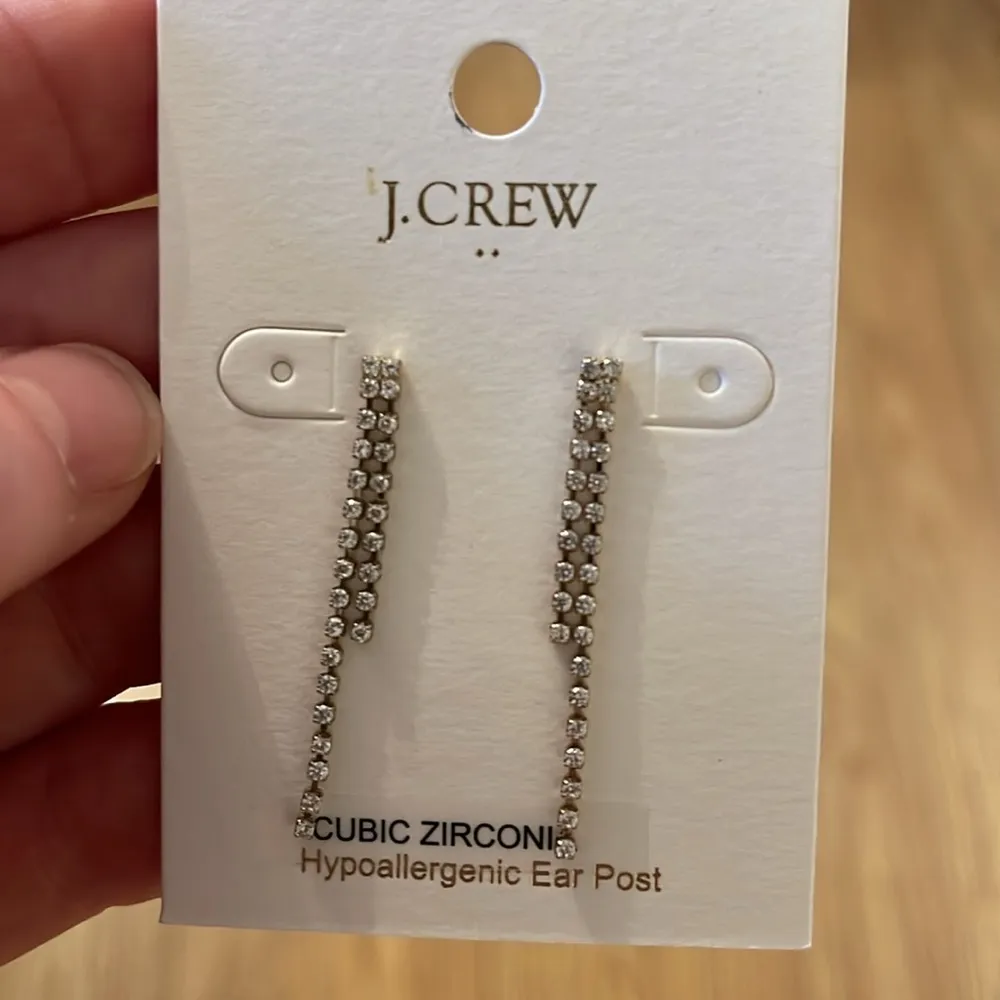 J.CREW
CUBIC ZIRCONI
Hypoallergenic Ear Post